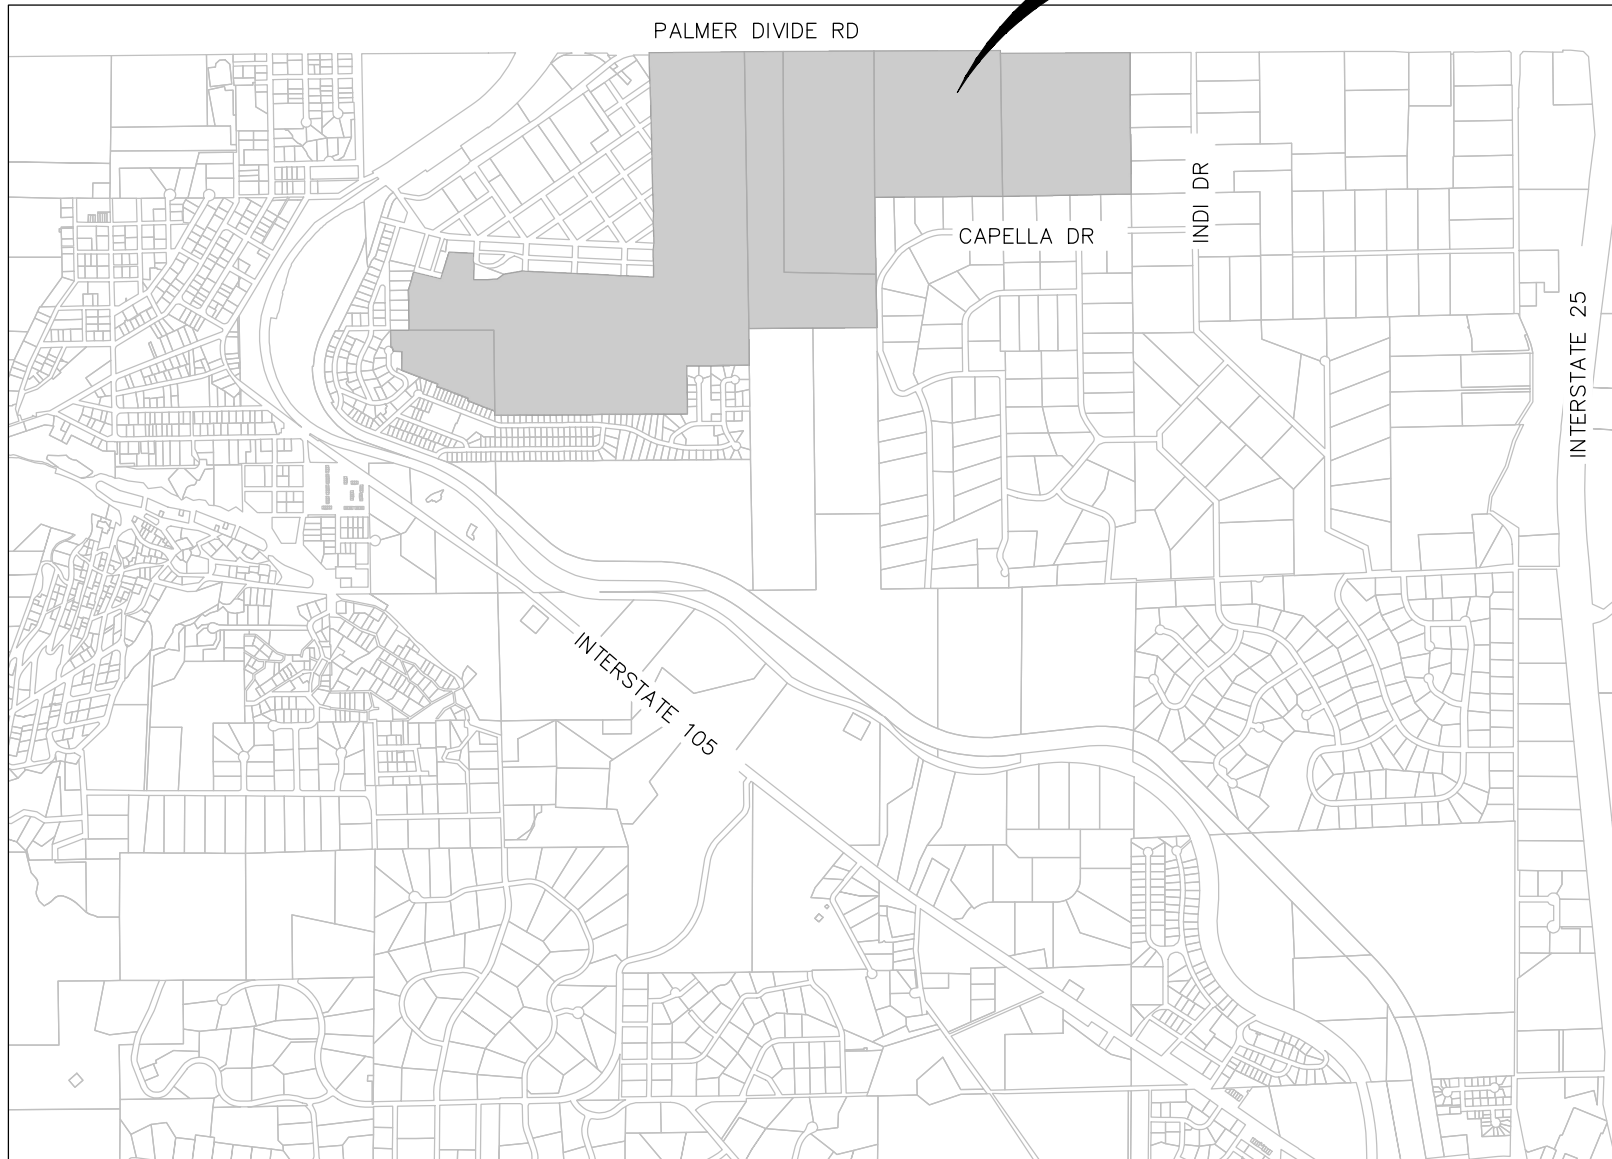 PALMER DIVIDE RD
INDI DR
CAPELLA DR
INTERSTATE 25
INTERSTATE 105